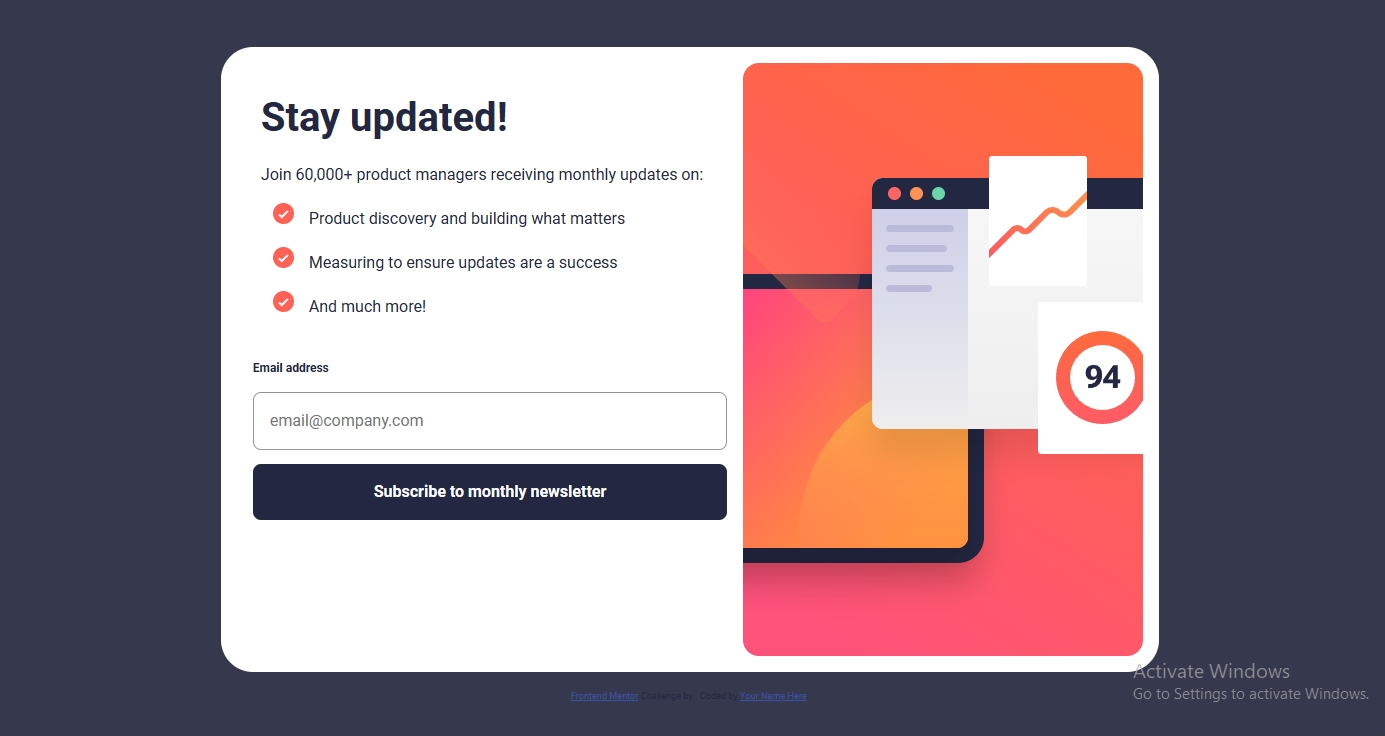 Stay updated!
Join 60,000+ product managers receiving monthly updates on:
Product discovery and building what matters
Measuring to ensure updates are a success
And much more!
Email address
email@company.com
Subscribe to monthly newsletter
94
Activate Windows
Go to Settings to activate Windows.
Frontend Mentor Challenge by . Coded by Your Name Here